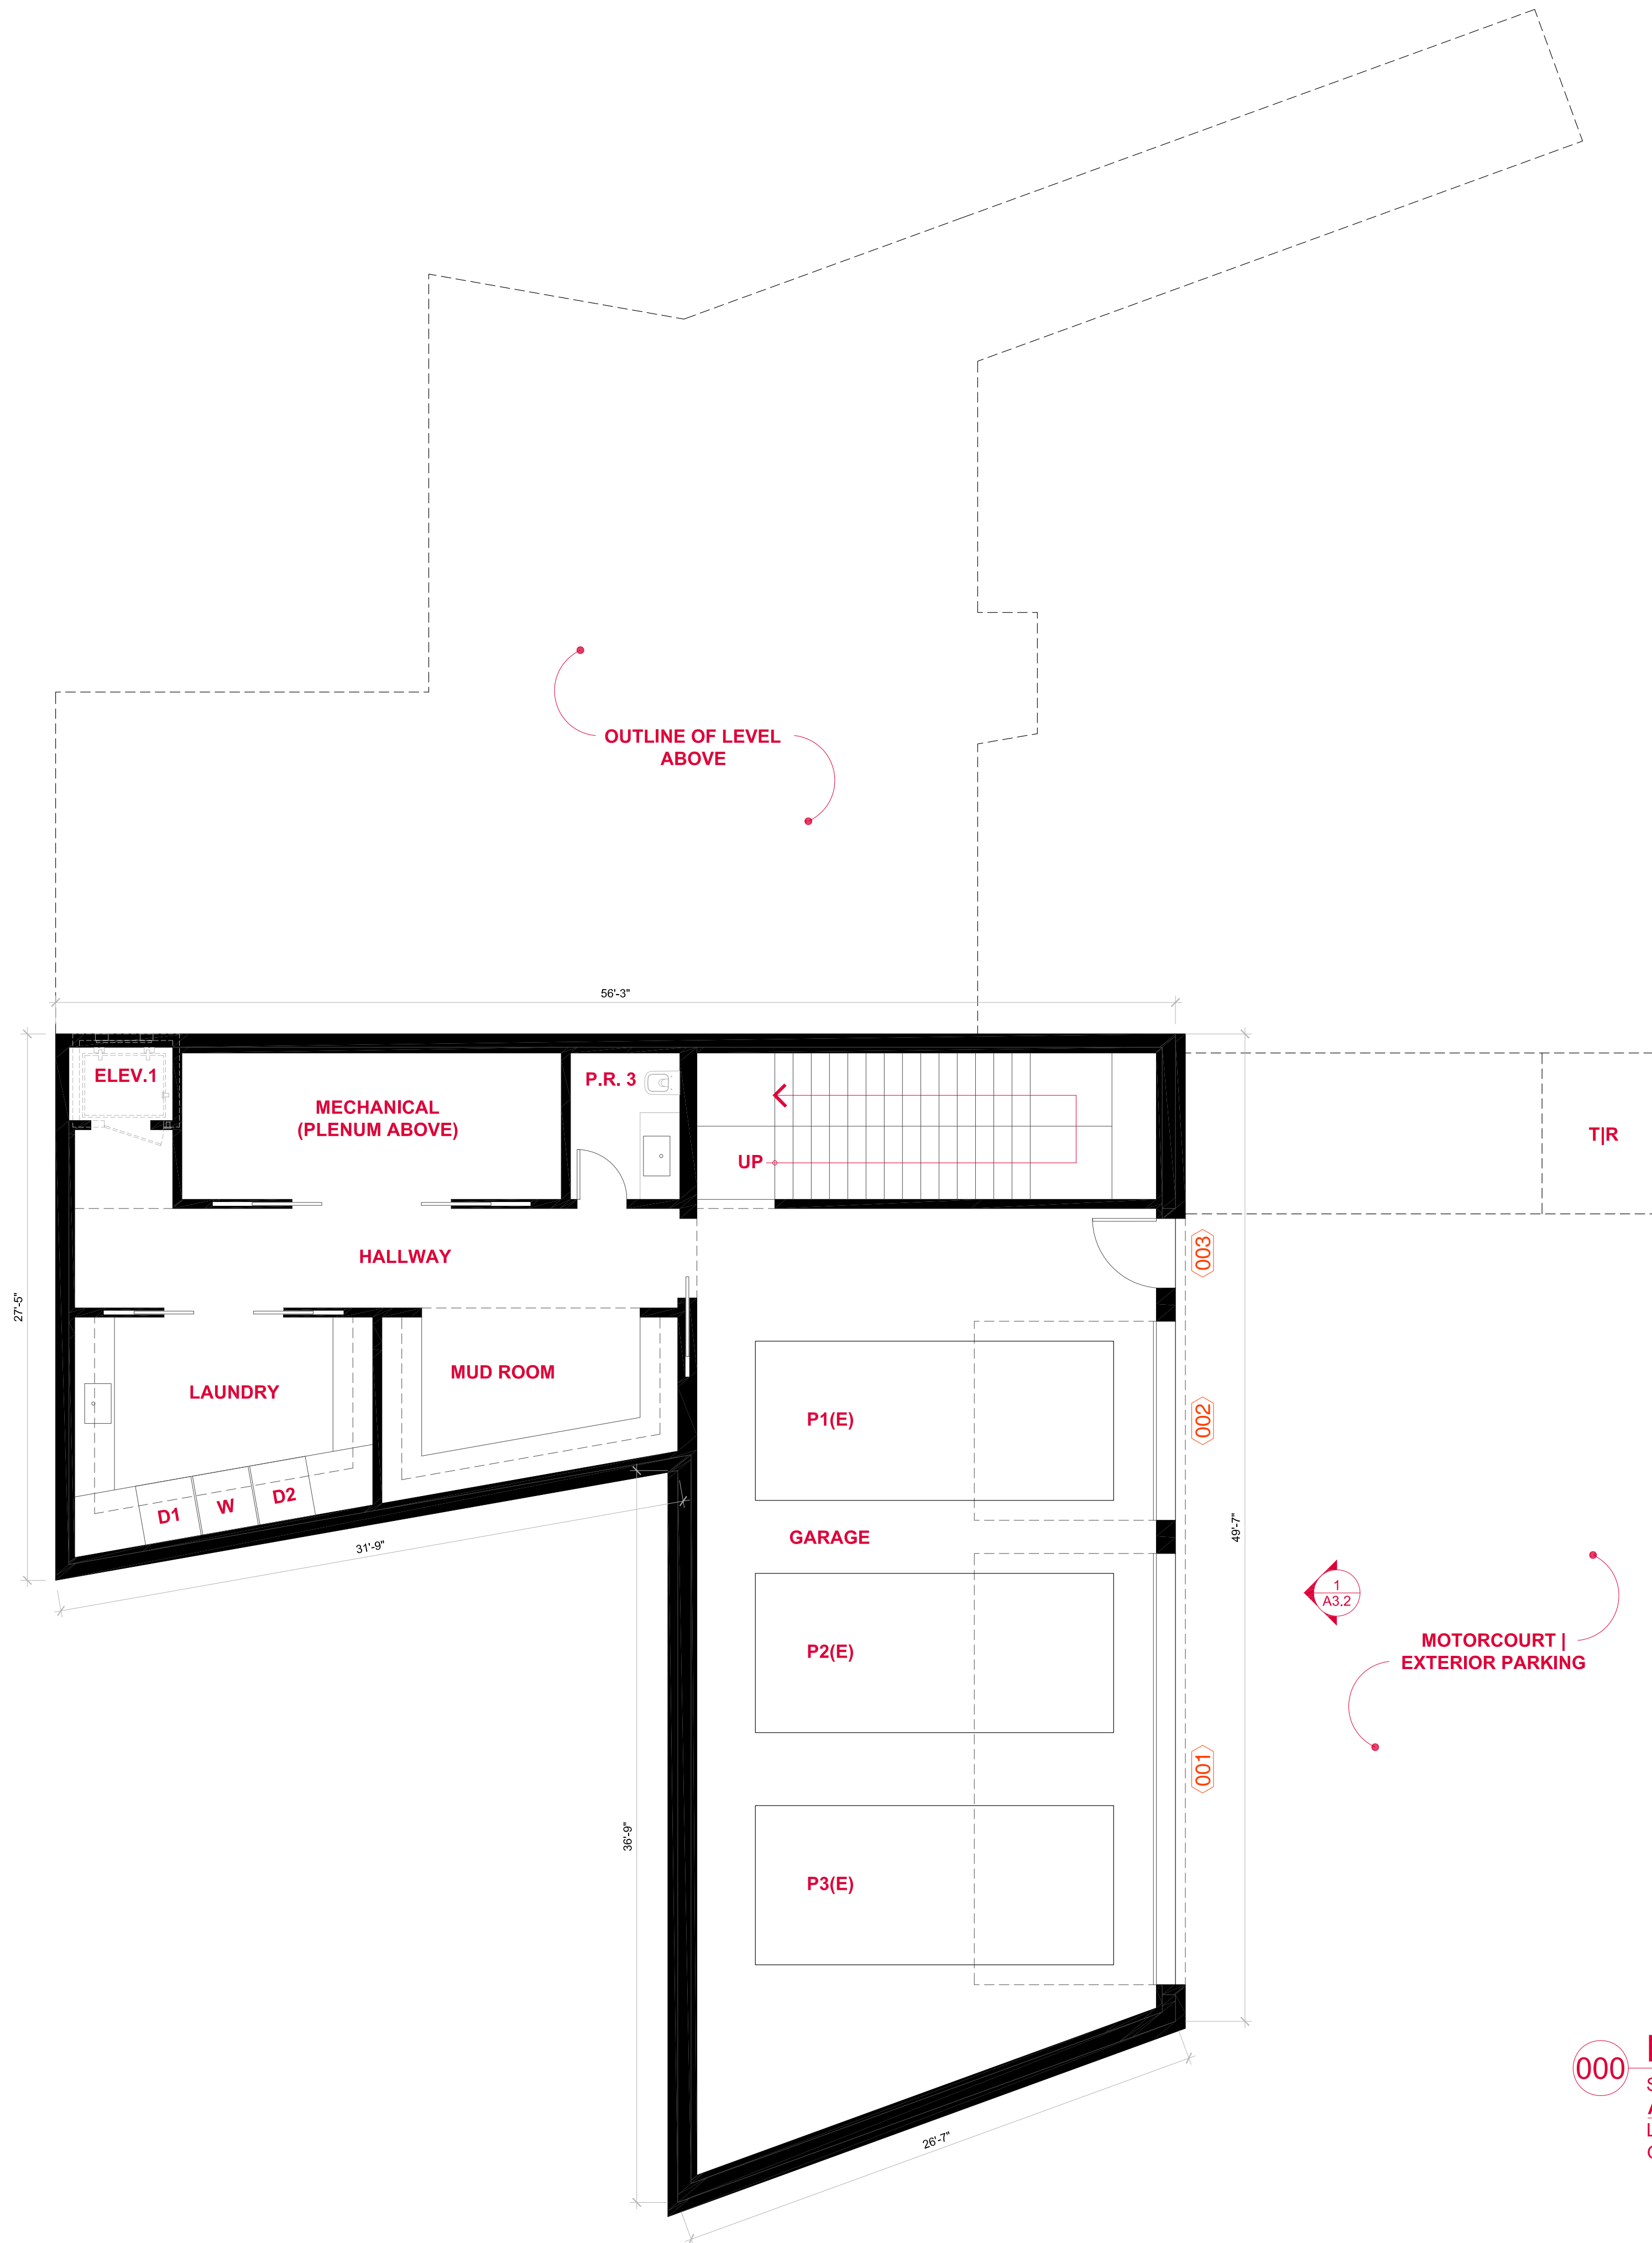 OUTLINE OF LEVEL
ABOVE
56'-3"
ELEV.1
P.R. 3
MECHANICAL
(PLENUM ABOVE)
T|R
UP
HALLWAY
003
27'-5"
MUD ROOM
LAUNDRY
P1(E)
002
D1
W
D2
31'-9"
GARAGE
49'-7"
1
A3.2
MOTORCOURT |
EXTERIOR PARKING
P2(E)
001
36'-9"
P3(E)
000
26'-7"